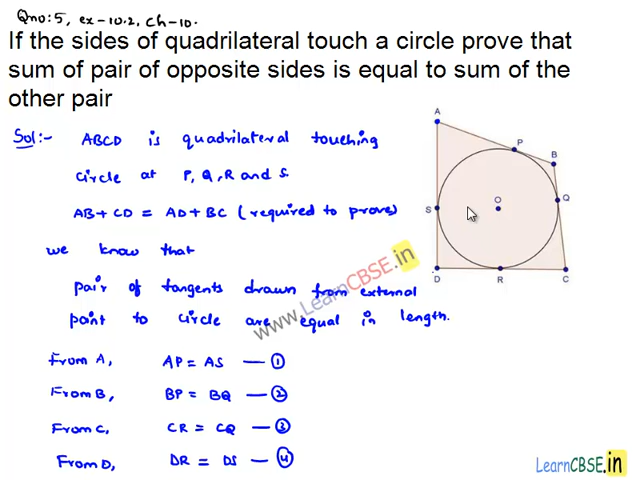 Qno:5, ex-10.2, ch-10.
If the sides of quadrilateral touch a circle prove that
sum of pair of opposite sides is equal to sum of the
other pair
Sol:- ABCD is quadrilateral touching
circle at P, Q, R and S.
AB+CD = AD+BC (required to prove)
we know that
pair of tangents drawn from external
point to circle are equal in length.
From A, AP = AS — ①
From B, BP = BQ — ②
From C, CR = CQ — ③
From D, DR = DS — ④
A
P
B
O
Q
S
D
R
C
www.LearnCBSE.in
LearnCBSE.in